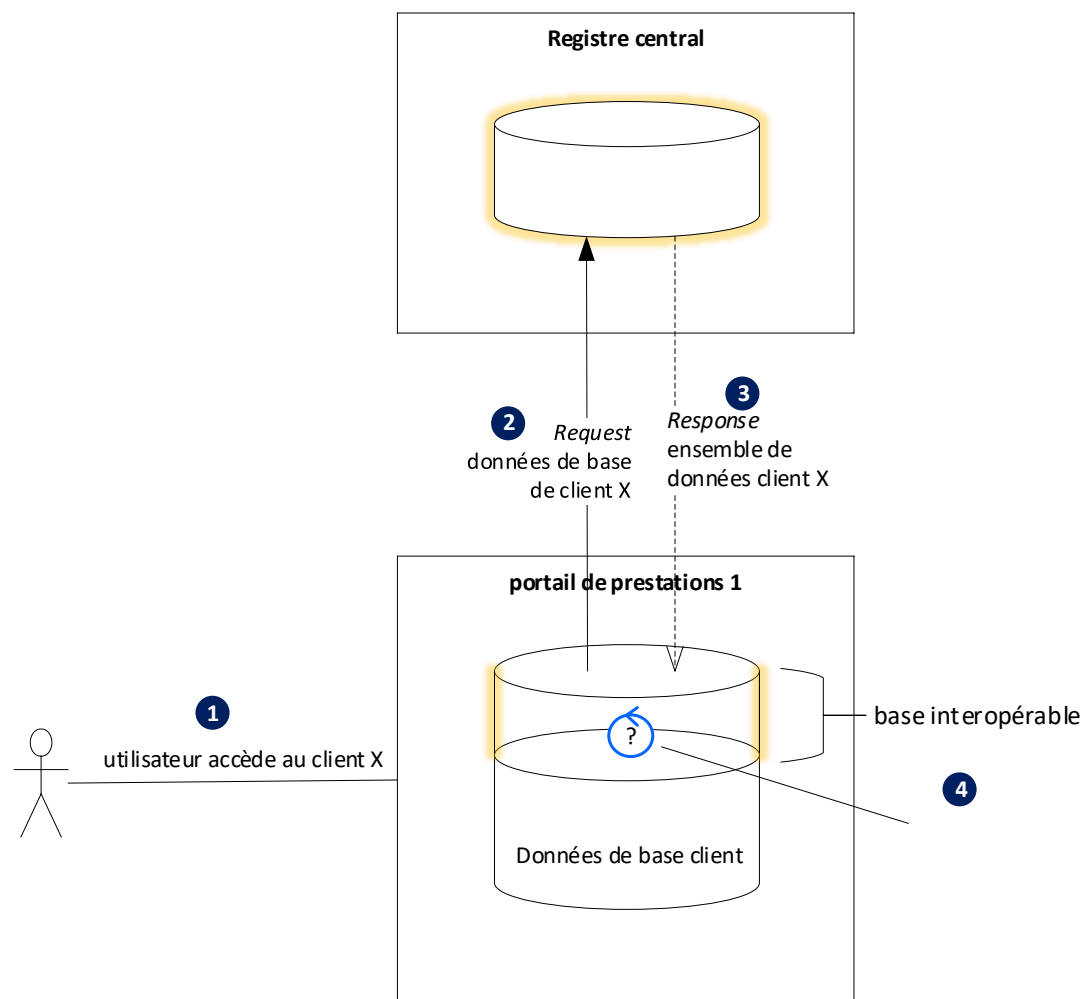 Registre central
2
Request
données de base
de client X
3
Response
ensemble de
données client X
portail de prestations 1
1
utilisateur accède au client X
?
base interopérable
4
Données de base client